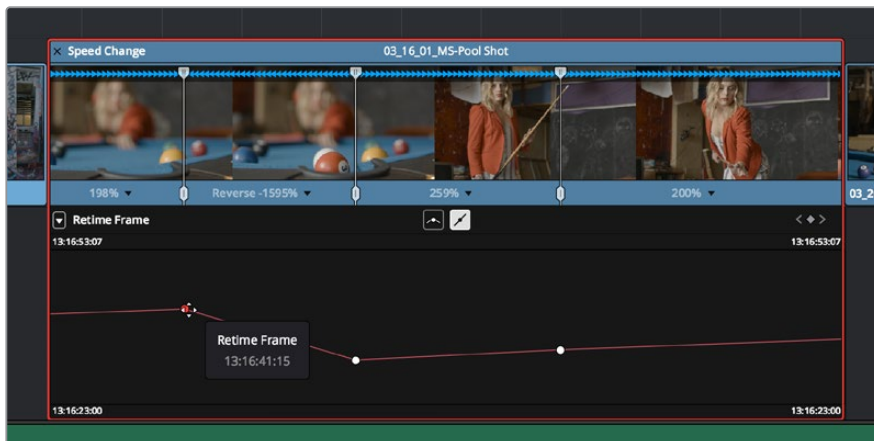 Speed Change
03_16_01_MS-Pool Shot
198%
Reverse -1595%
259%
200%
03_2
Retime Frame
13:16:53:07
13:16:53:07
Retime Frame
13:16:41:15
13:16:23:00
13:16:23:00